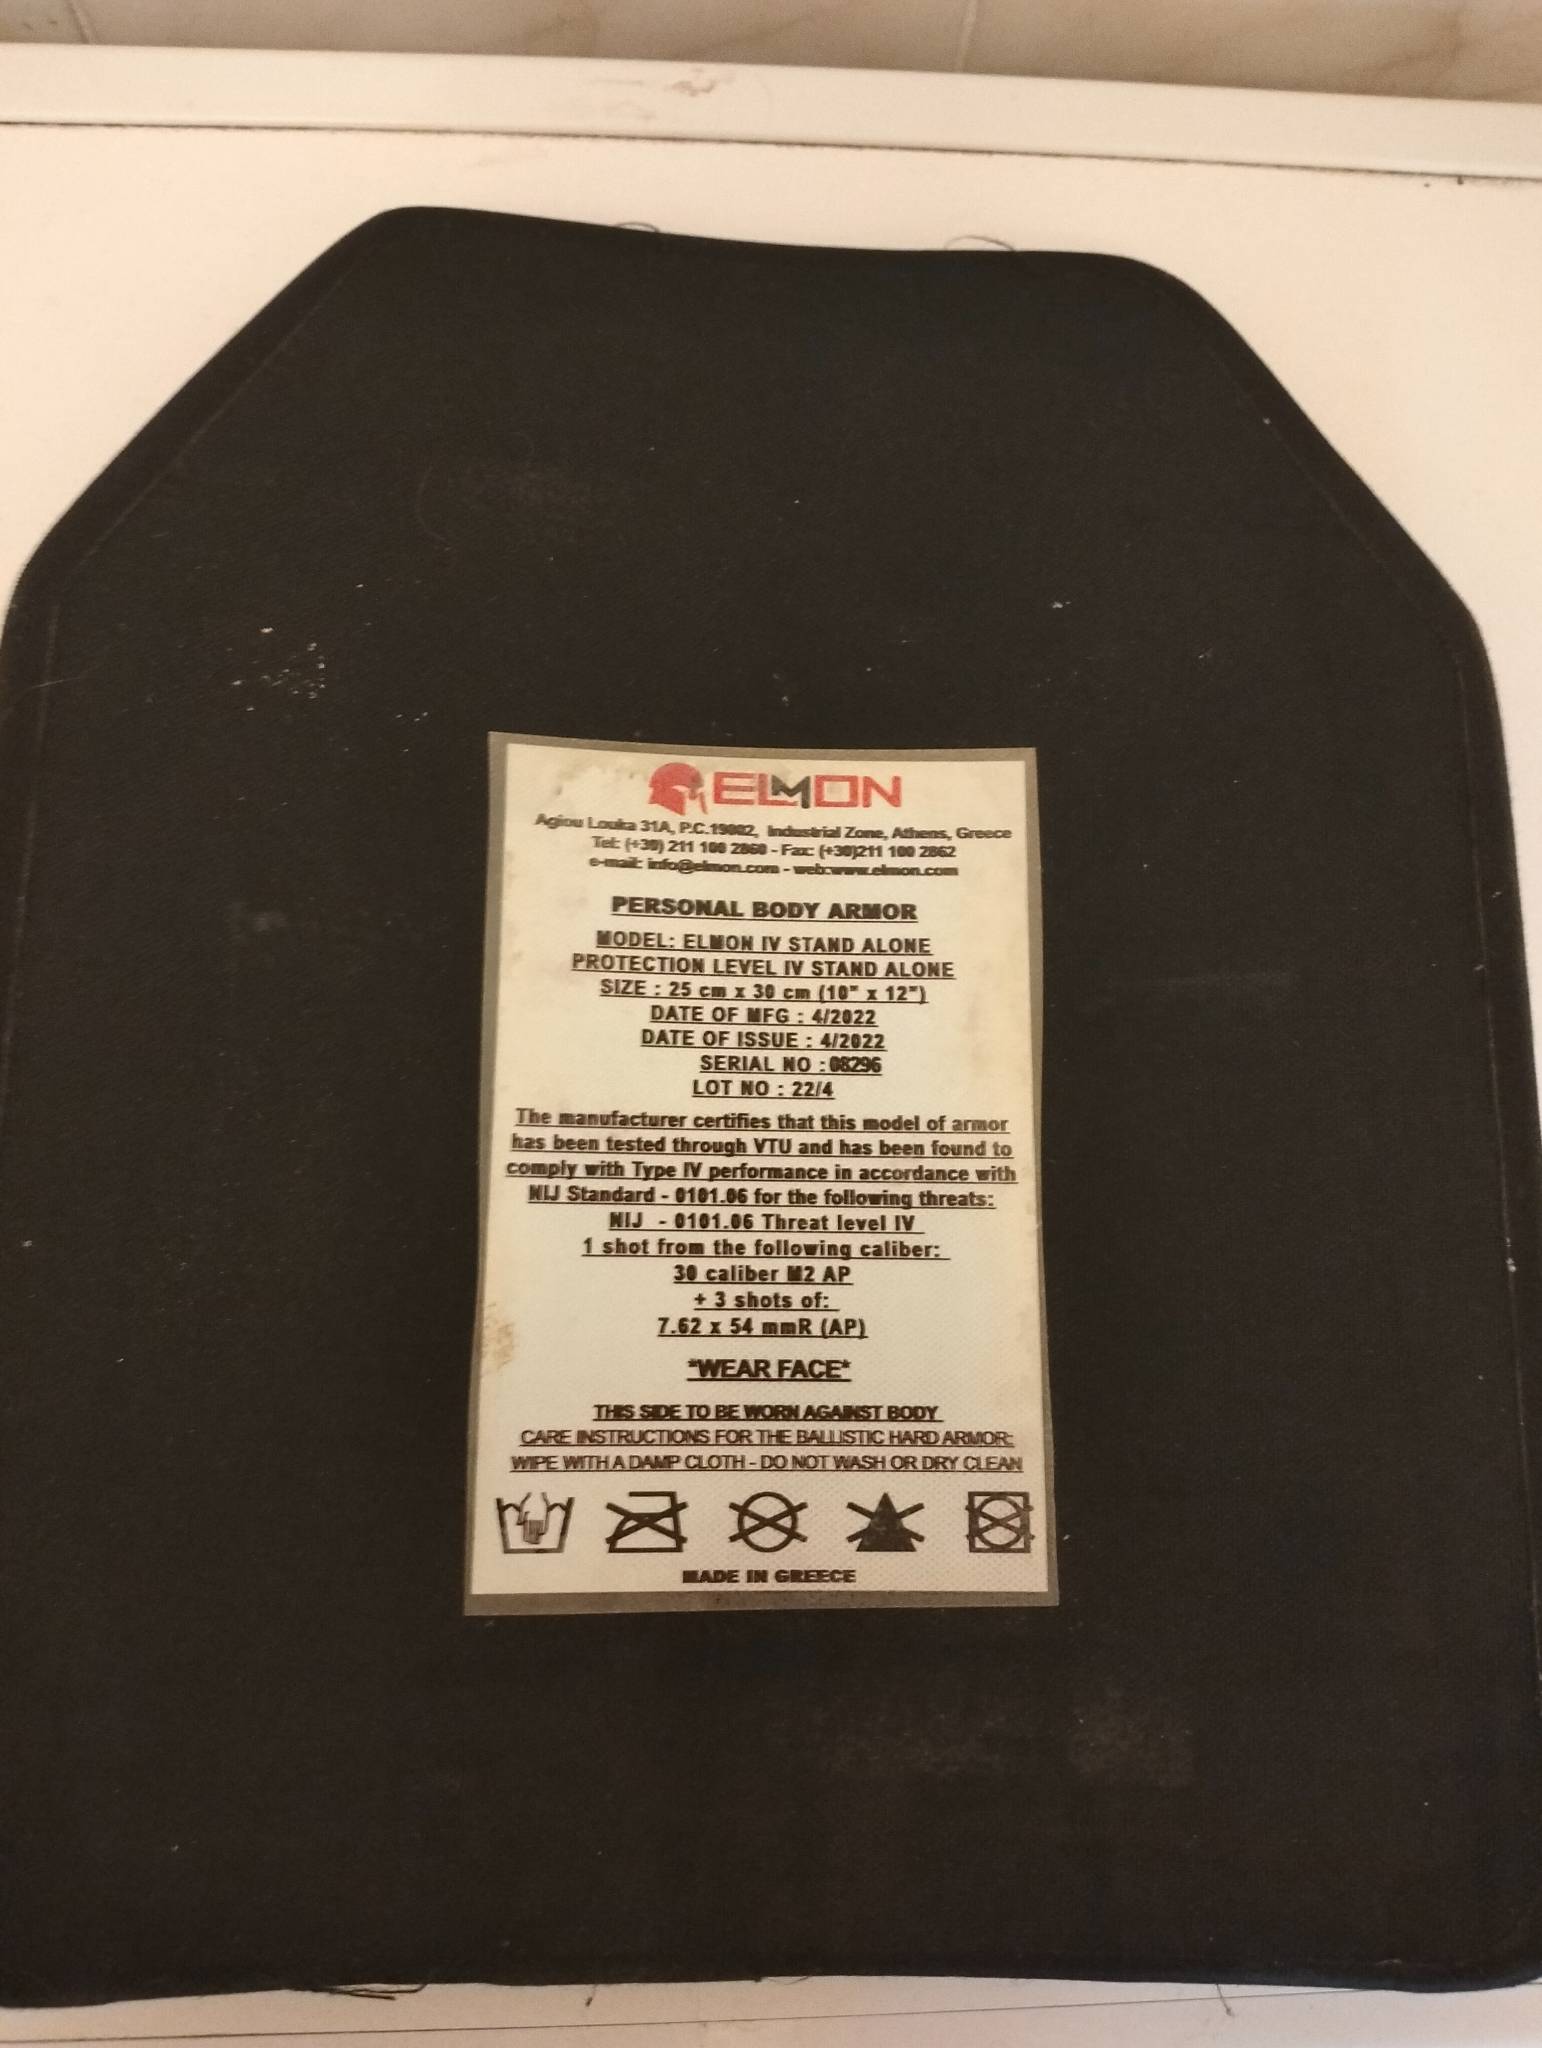 ELMON
Agiou Louka 31A, P.C.19002, Industrial Zone, Athens, Greece
Tel: (+30) 211 100 2860 - Fax: (+30)211 100 2862
e-mail: info@elmon.com - web:www.elmon.com
PERSONAL BODY ARMOR
MODEL: ELMON IV STAND ALONE
PROTECTION LEVEL IV STAND ALONE
SIZE : 25 cm x 30 cm (10" x 12")
DATE OF MFG : 4/2022
DATE OF ISSUE : 4/2022
SERIAL NO : 08296
LOT NO : 22/4
The manufacturer certifies that this model of armor
has been tested through VTU and has been found to
comply with Type IV performance in accordance with
NIJ Standard - 0101.06 for the following threats:
NIJ - 0101.06 Threat level IV
1 shot from the following caliber:
30 caliber M2 AP
+ 3 shots of:
7.62 x 54 mmR (AP)
*WEAR FACE*
THIS SIDE TO BE WORN AGAINST BODY
CARE INSTRUCTIONS FOR THE BALLISTIC HARD ARMOR:
WIPE WITH A DAMP CLOTH - DO NOT WASH OR DRY CLEAN
MADE IN GREECE